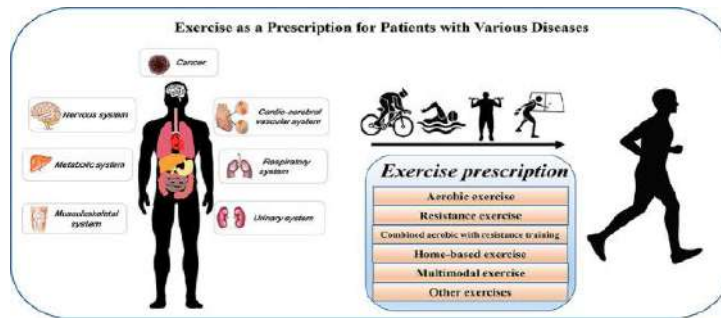 Exercise as a Prescription for Patients with Various Diseases
Cancer
Nervous system
Cardio-cerebral
vascular system
Metabolic system
Respiratory
system
Musculoskeletal
system
Urinary system
Exercise prescription
Aerobic exercise
Resistance exercise
Combined aerobic with resistance training
Home-based exercise
Multimodal exercise
Other exercises